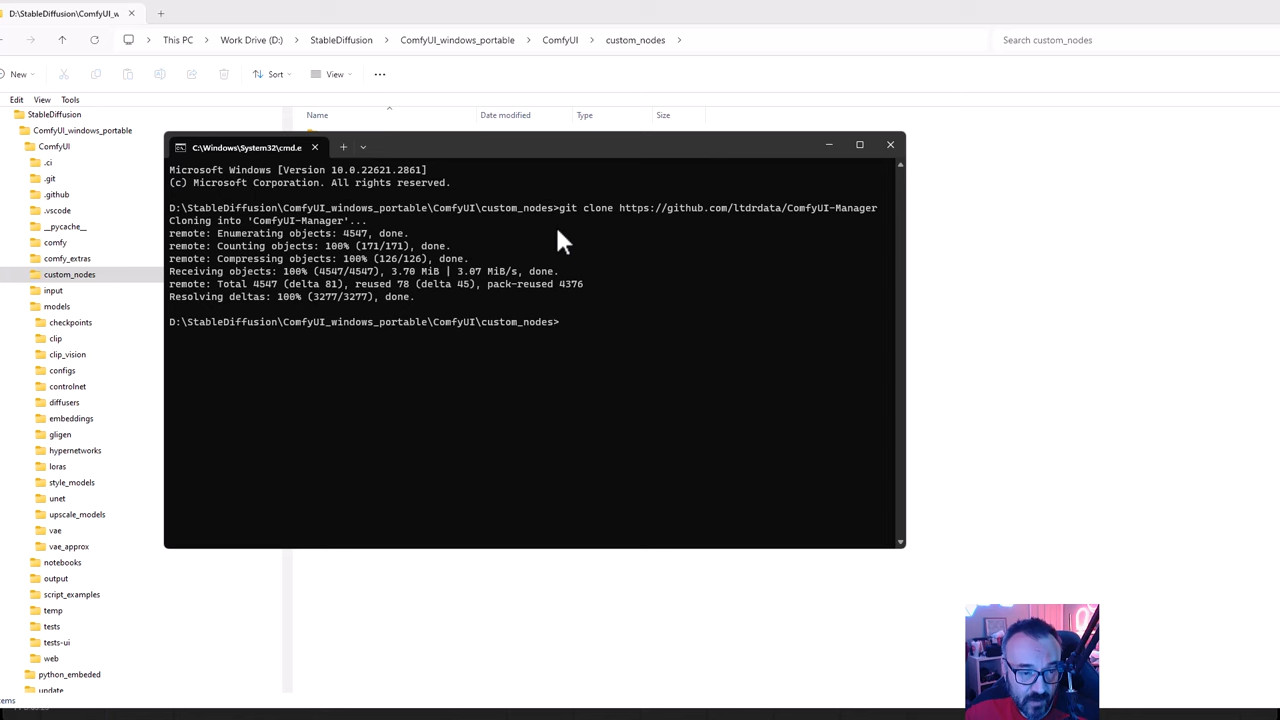 D:\StableDiffusion\ComfyUI_w
This PC > Work Drive (D:) > StableDiffusion > ComfyUI_windows_portable > ComfyUI > custom_nodes >
Search custom_nodes
New
Sort
View
Edit View Tools
Name
Date modified
Type
Size
StableDiffusion
ComfyUI_windows_portable
ComfyUI
.ci
.git
.github
.vscode
__pycache__
comfy
comfy_extras
custom_nodes
input
models
checkpoints
clip
clip_vision
configs
controlnet
diffusers
embeddings
gligen
hypernetworks
loras
style_models
unet
upscale_models
vae
vae_approx
notebooks
output
script_examples
temp
tests
tests-ui
web
python_embeded
update
C:\Windows\System32\cmd.e
Microsoft Windows [Version 10.0.22621.2861]
(c) Microsoft Corporation. All rights reserved.
D:\StableDiffusion\ComfyUI_windows_portable\ComfyUI\custom_nodes>git clone https://github.com/ltdrdata/ComfyUI-Manager
Cloning into 'ComfyUI-Manager'...
remote: Enumerating objects: 4547, done.
remote: Counting objects: 100% (171/171), done.
remote: Compressing objects: 100% (126/126), done.
Receiving objects: 100% (4547/4547), 3.70 MiB | 3.07 MiB/s, done.
remote: Total 4547 (delta 81), reused 78 (delta 45), pack-reused 4376
Resolving deltas: 100% (3277/3277), done.
D:\StableDiffusion\ComfyUI_windows_portable\ComfyUI\custom_nodes>